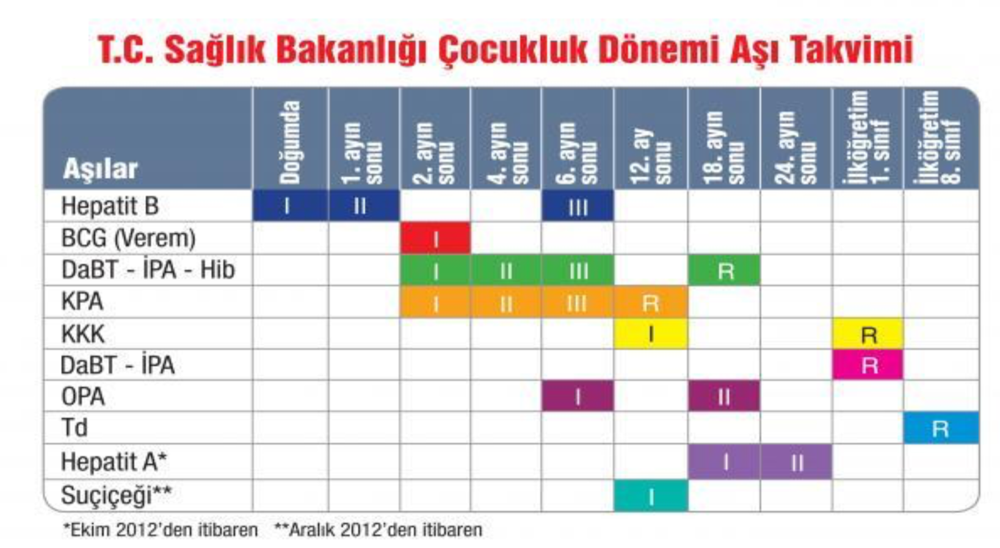 T.C. Sağlık Bakanlığı Çocukluk Dönemi Aşı Takvimi
Aşılar
Doğumda
1. ayın
sonu
2. ayın
sonu
4. ayın
sonu
6. ayın
sonu
12. ay
sonu
18. ayın
sonu
24. ayın
sonu
İlköğretim
1. sınıf
İlköğretim
8. sınıf
Hepatit B I II III
BCG (Verem) I
DaBT - İPA - Hib I II III R
KPA I II III R
KKK I R
DaBT - İPA R
OPA I II
Td R
Hepatit A* I II
Suçiçeği** I
*Ekim 2012'den itibaren **Aralık 2012'den itibaren